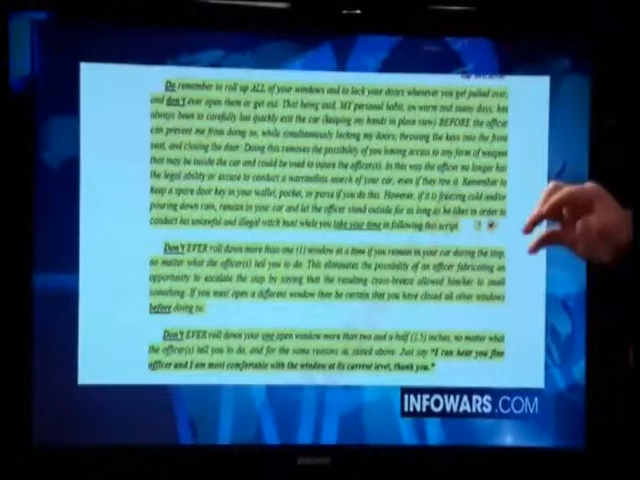 Do remember to roll up ALL of your windows and to lock your doors whenever you get pulled over,
and don't ever open them or get out. That being said, MY personal habit, on warm and sunny days, has
always been to carefully but quickly exit the car (keeping my hands in plain view) BEFORE the officer
can prevent me from doing so, while simultaneously locking my doors, throwing the keys into the front
seat, and closing the door. Doing this removes the possibility of you having access to any form of weapon
that may be inside the car and could be used to injure the officer(s). In this way the officer no longer has
the legal ability or excuse to conduct a warrantless search of your car, even if they tow it. Remember to
keep a spare door key in your wallet, pocket, or purse if you do this. However, if it is freezing cold and/or
pouring down rain, remain in your car and let the officer stand outside for as long as he likes in order to
conduct his unlawful and illegal witch hunt while you take your time in following this script.
Don't EVER roll down more than one (1) window at a time if you remain in your car during the stop,
no matter what the officer(s) tell you to do. This eliminates the possibility of an officer fabricating an
opportunity to escalate the stop by saying that the resulting cross-breeze allowed him/her to smell
something. If you must open a different window then be certain that you have closed all other windows
before doing so.
Don't EVER roll down your one open window more than two and a-half (2.5) inches, no matter what
the officer(s) tell you to do, and for the same reasons as stated above. Just say "I can hear you fine
officer and I am most comfortable with the window at its current level, thank you."
INFOWARS.COM
SAMSUNG